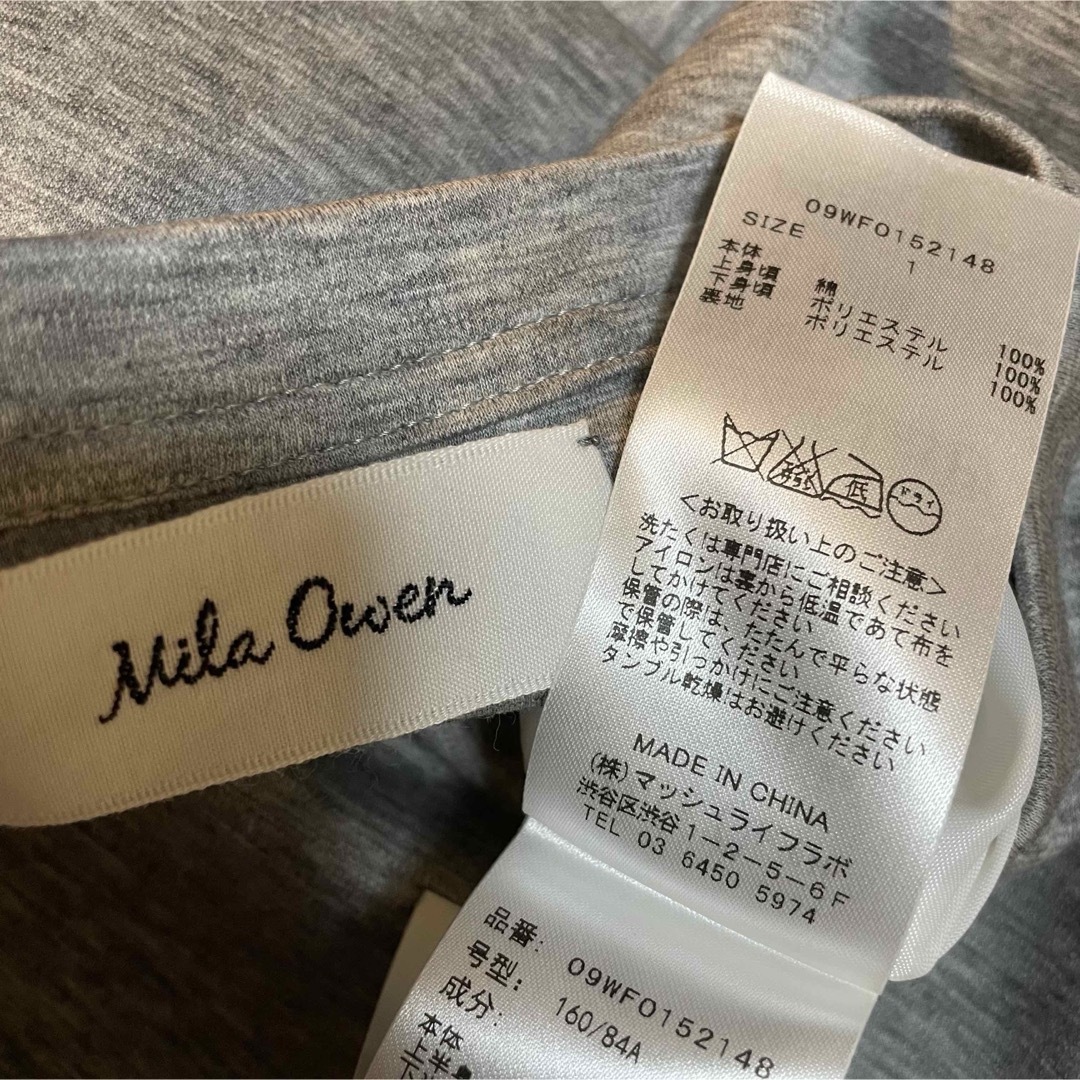 Mila Owen
09WFO152148
SIZE 1
本体
上身頃 綿 100%
下身頃 ポリエステル 100%
裏地 ポリエステル 100%
低
ドライ
<お取り扱い上のご注意>
洗たくは専門店にご相談ください
アイロンは裏から低温であて布を
してかけてください
保管の際は、たたんで平らな状態
で保管してください
摩擦や引っかけにご注意ください
タンブル乾燥はお避けください
MADE IN CHINA
(株)マッシュライフラボ
渋谷区渋谷1-2-5-6F
TEL 03 6450 5974
品番: 09WFO152148
号型: 160/84A
成分:
本体
上半